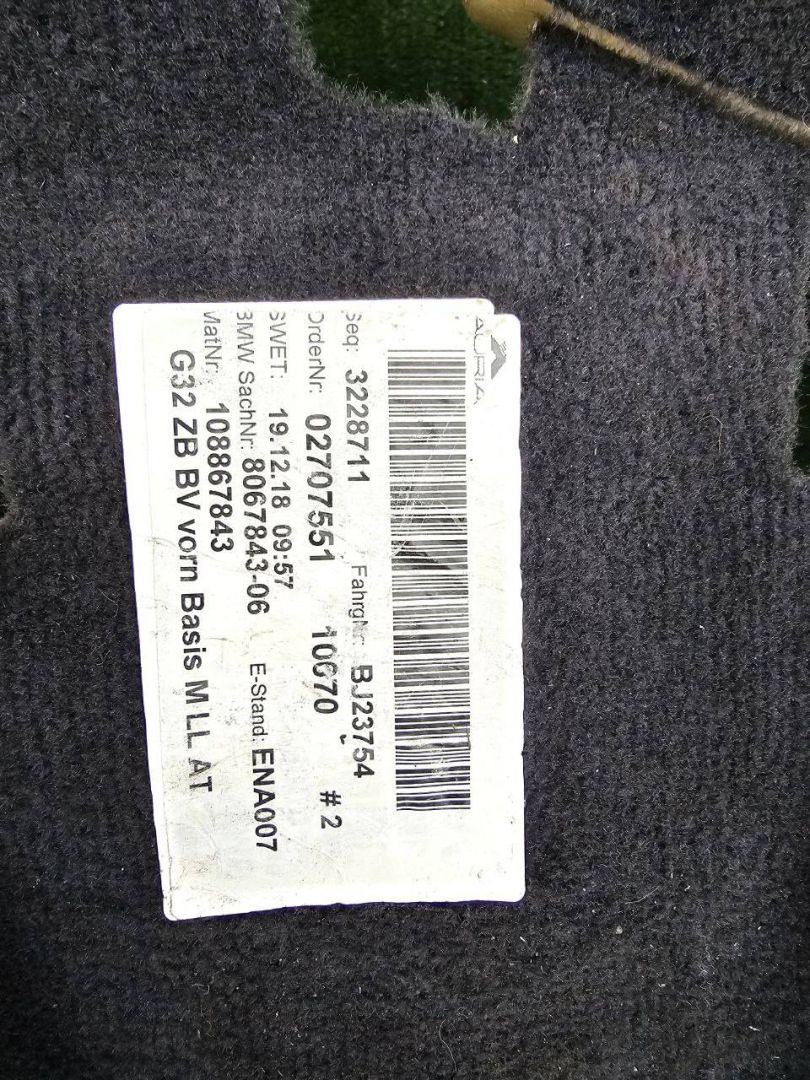 AURIA
Seq: 3228711 FahrgNr: BJ23754
OrderNr: 02707551 10070 # 2
SWET: 19.12.18 09:57
BMW SachNr: 8067843-06 E-Stand: ENA007
MatNr: 108867843
G32 ZB BV vorn Basis M LL AT